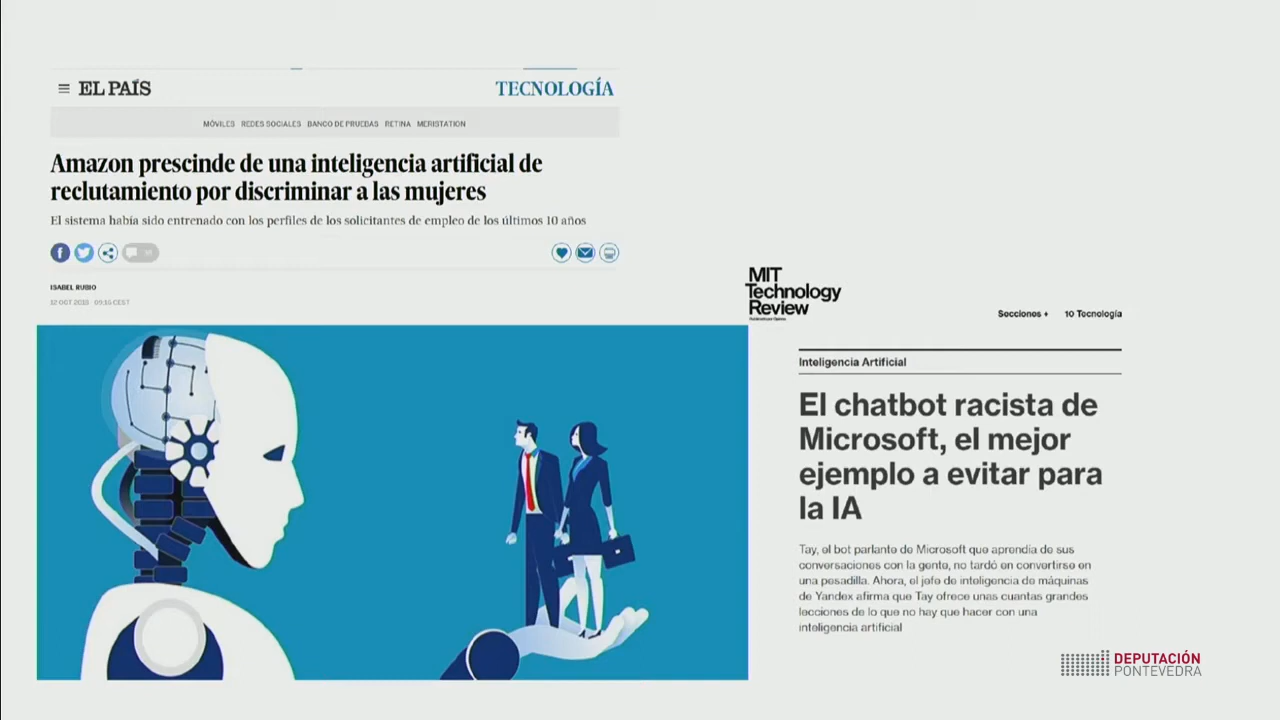 EL PAÍS
TECNOLOGÍA
MÓVILES REDES SOCIALES BANCO DE PRUEBAS RETINA MERISTATION
Amazon prescinde de una inteligencia artificial de
reclutamiento por discriminar a las mujeres
El sistema había sido entrenado con los perfiles de los solicitantes de empleo de los últimos 10 años
ISABEL RUBIO
12 OCT 2018 - 09:16 CEST
MIT
Technology
Review
Secciones +
10 Tecnología
Inteligencia Artificial
El chatbot racista de
Microsoft, el mejor
ejemplo a evitar para
la IA
Tay, el bot parlante de Microsoft que aprendía de sus
conversaciones con la gente, no tardó en convertirse en
una pesadilla. Ahora, el jefe de inteligencia de máquinas
de Yandex afirma que Tay ofrece unas cuantas grandes
lecciones de lo que no hay que hacer con una
inteligencia artificial
DEPUTACIÓN
PONTEVEDRA